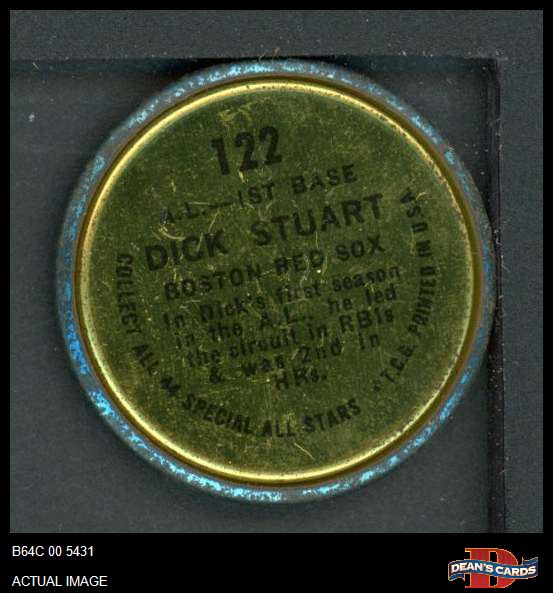 122
A.L.—1ST BASE
DICK STUART
BOSTON RED SOX
In Dick's first season
in the A.L., he led
the circuit in RBIs
& was 2nd in
HRs.
COLLECT ALL 44 SPECIAL ALL STARS
©T.C.G. PRINTED IN USA
B64C 00 5431
ACTUAL IMAGE
D
DEAN'S CARDS